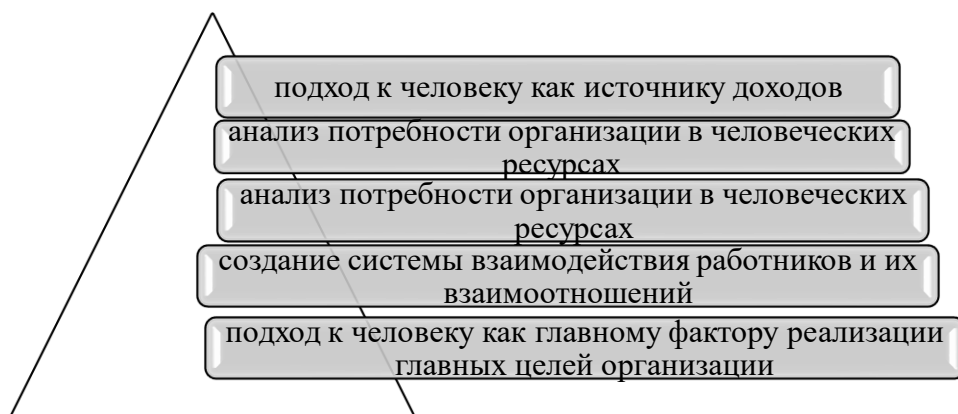 подход к человеку как источнику доходов
анализ потребности организации в человеческих
ресурсах
анализ потребности организации в человеческих
ресурсах
создание системы взаимодействия работников и их
взаимоотношений
подход к человеку как главному фактору реализации
главных целей организации